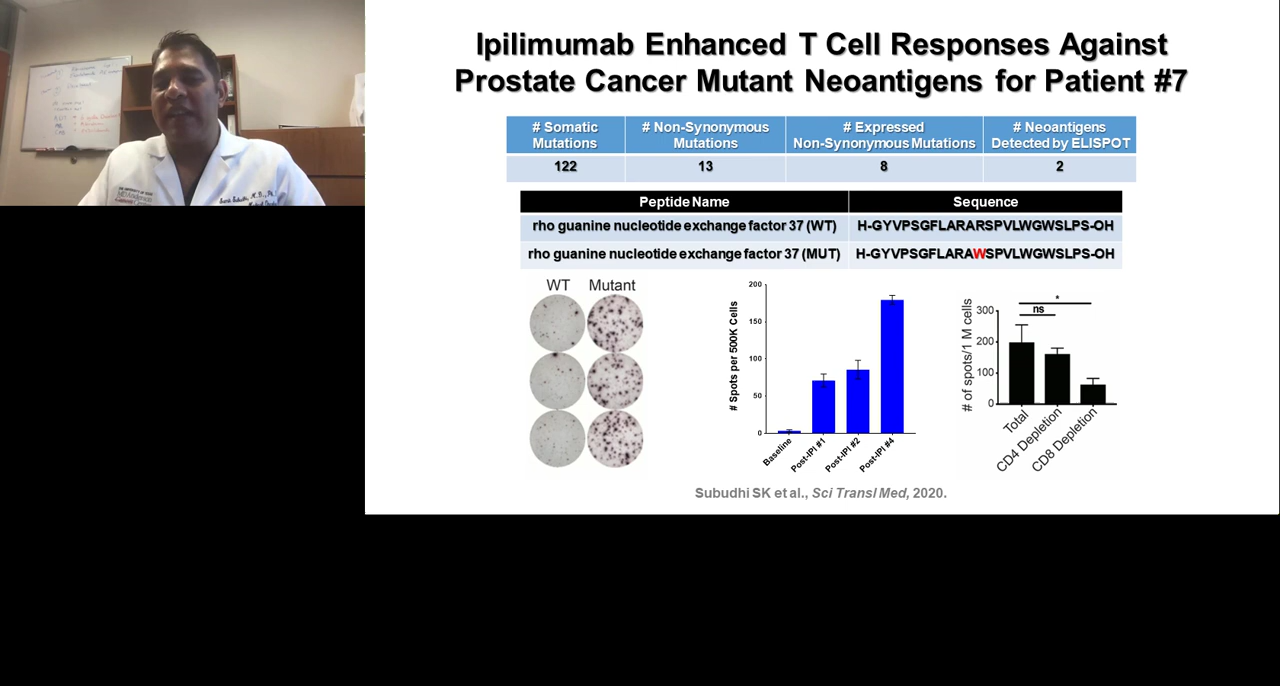 Ipilimumab Enhanced T Cell Responses Against
Prostate Cancer Mutant Neoantigens for Patient #7
# Somatic Mutations
# Non-Synonymous Mutations
# Expressed Non-Synonymous Mutations
# Neoantigens Detected by ELISPOT
122
13
8
2
Peptide Name
Sequence
rho guanine nucleotide exchange factor 37 (WT)
H-GYVPSGFLARARSPVLWGWSLPS-OH
rho guanine nucleotide exchange factor 37 (MUT)
H-GYVPSGFLARAWSPVLWGWSLPS-OH
WT
Mutant
# Spots per 500K Cells
200
150
100
50
0
Baseline
Post-IPI #1
Post-IPI #2
Post-IPI #4
# of spots/1 M cells
300
200
100
0
*
ns
Total
CD4 Depletion
CD8 Depletion
Subudhi SK et al., Sci Transl Med, 2020.